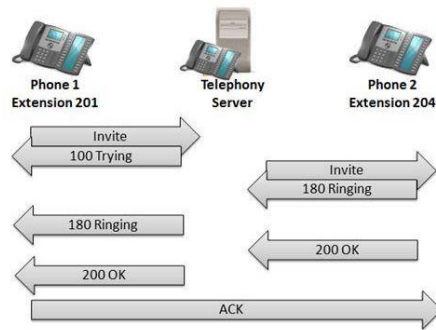 Phone 1
Extension 201
Telephony
Server
Phone 2
Extension 204
Invite
100 Trying
Invite
180 Ringing
180 Ringing
200 OK
200 OK
ACK